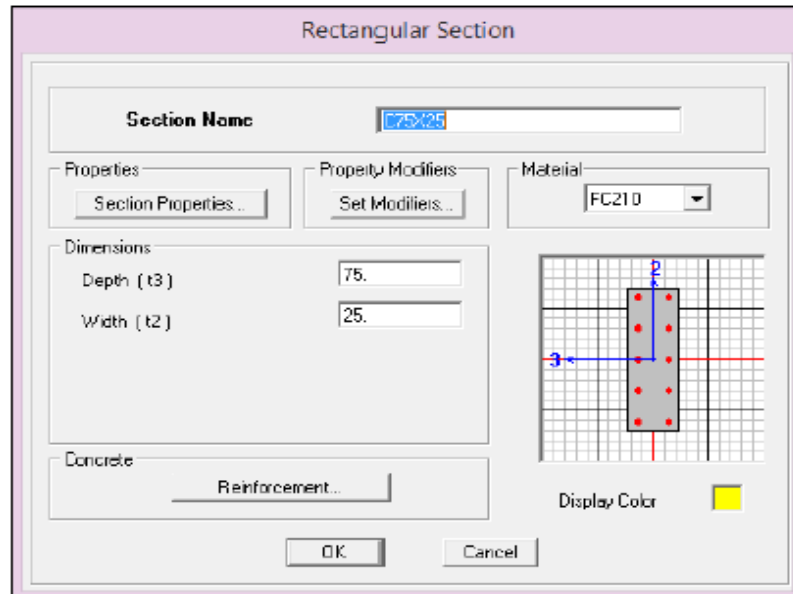 Rectangular Section
Section Name
C75X25
Properties
Section Properties...
Property Modifiers
Set Modifiers...
Material
FC210
Dimensions
Depth ( t3 )
75.
Width ( t2 )
25.
2
3
Concrete
Reinforcement...
Display Color
OK
Cancel